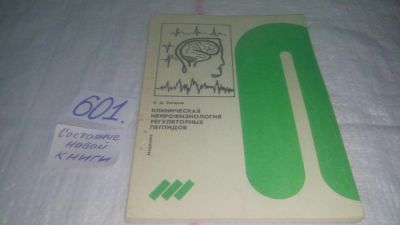 601.
Состояние
новой
книги
КЛИНИЧЕСКАЯ
НЕЙРОФИЗИОЛОГИЯ
РЕГУЛЯТОРНЫХ
ПЕПТИДОВ